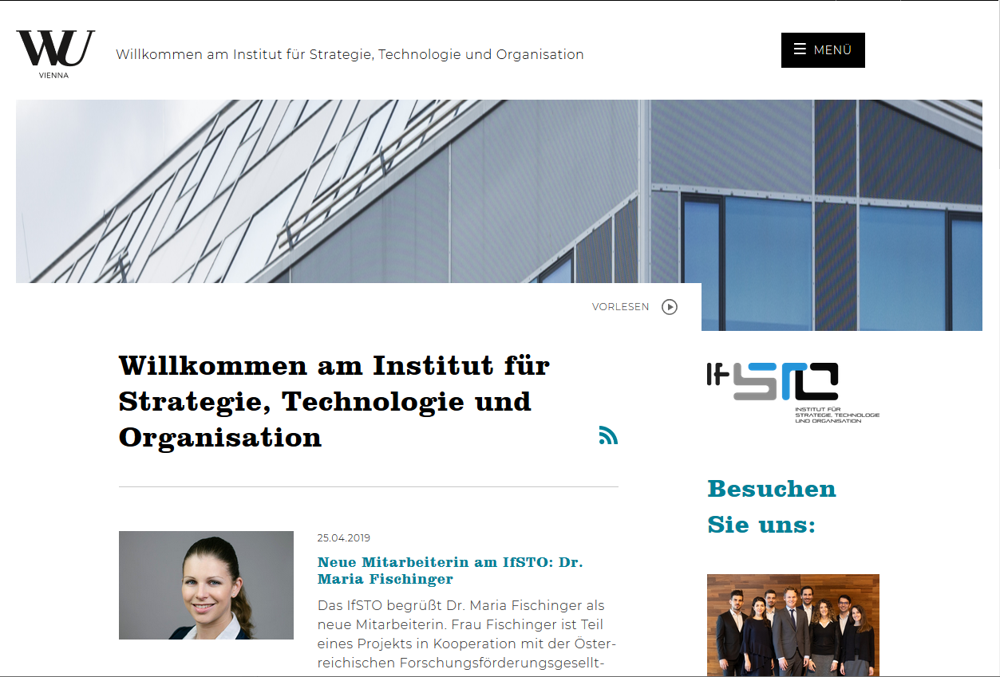 WU
VIENNA
Willkommen am Institut für Strategie, Technologie und Organisation
MENÜ
VORLESEN
Willkommen am Institut für
Strategie, Technologie und
Organisation
IfSTO
INSTITUT FÜR
STRATEGIE, TECHNOLOGIE
UND ORGANISATION
Besuchen
Sie uns:
25.04.2019
Neue Mitarbeiterin am IfSTO: Dr.
Maria Fischinger
Das IfSTO begrüßt Dr. Maria Fischinger als
neue Mitarbeiterin. Frau Fischinger ist Teil
eines Projekts in Kooperation mit der Öster-
reichischen Forschungsförderungsgesellt-